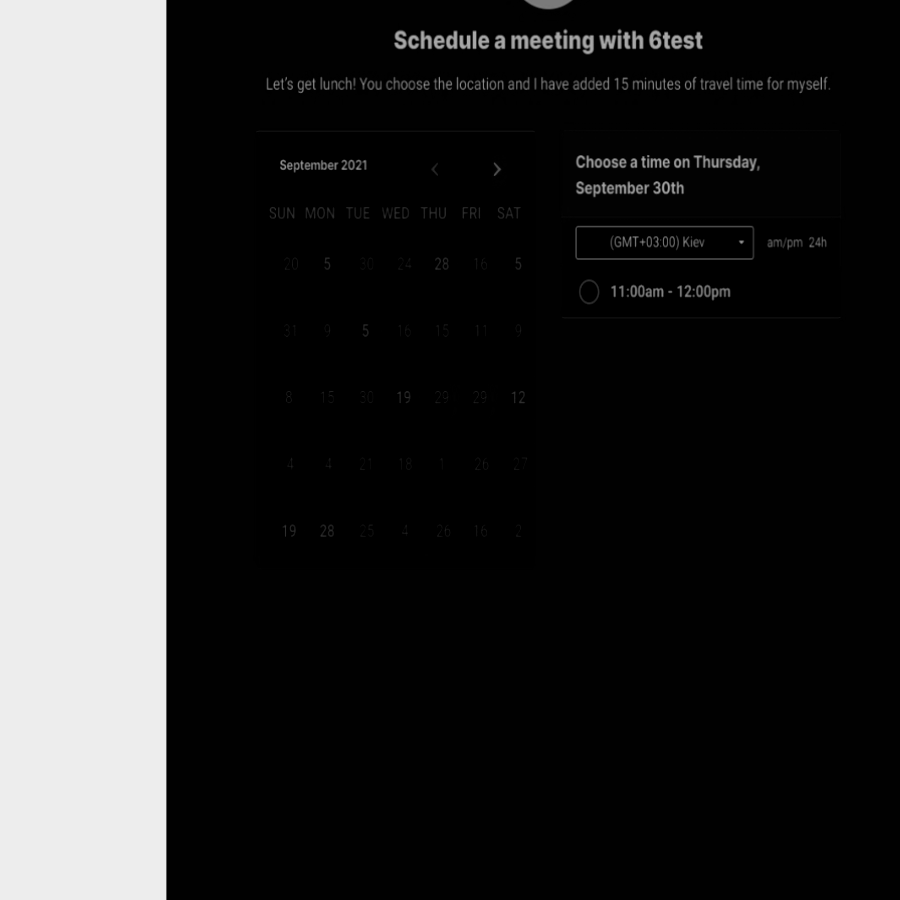 Schedule a meeting with 6test
Let's get lunch! You choose the location and I have added 15 minutes of travel time for myself.
September 2021
SUN MON TUE WED THU FRI SAT
20 5 30 24 28 16 5
31 9 5 16 15 11 9
8 15 30 19 29 29 12
4 4 21 18 1 26 27
19 28 25 4 26 16 2
Choose a time on Thursday,
September 30th
(GMT+03:00) Kiev am/pm 24h
11:00am - 12:00pm